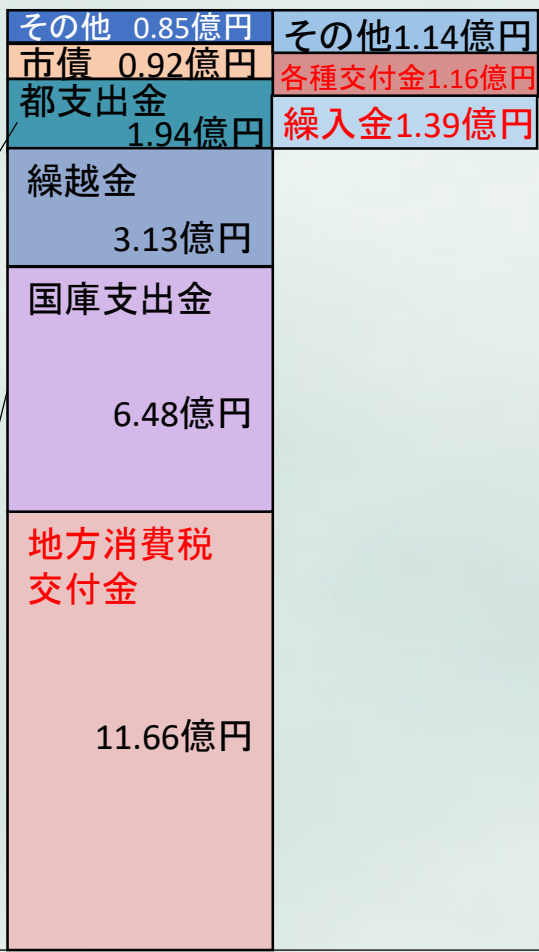 その他 0.85億円
市債 0.92億円
都支出金
1.94億円
繰越金
3.13億円
国庫支出金
6.48億円
地方消費税
交付金
11.66億円
その他1.14億円
各種交付金1.16億円
繰入金1.39億円